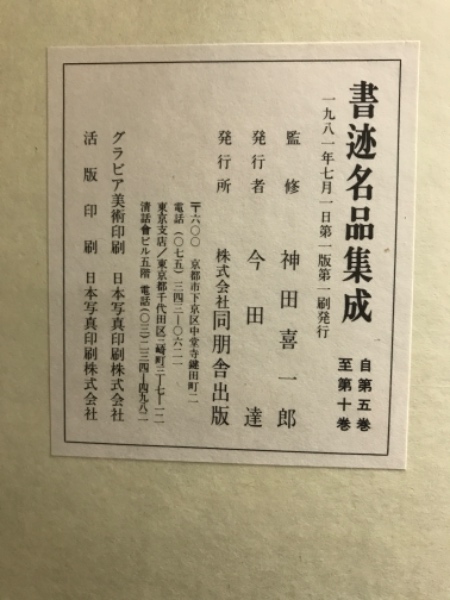 書迹名品集成
自第五巻
至第十巻
一九八一年七月一日第一版第一刷発行
監修 神田喜一郎
発行者 今田達
発行所 株式会社同朋舎出版
〒六〇〇 京都市下京区中堂寺鍵田町二
電話(〇七五)三四三—〇六二一
東京支店/東京都千代田区三崎町三—七—一二
清話會ビル五階 電話(〇三)二三四—四九八二
グラビア美術印刷 日本写真印刷株式会社
活版印刷 日本写真印刷株式会社